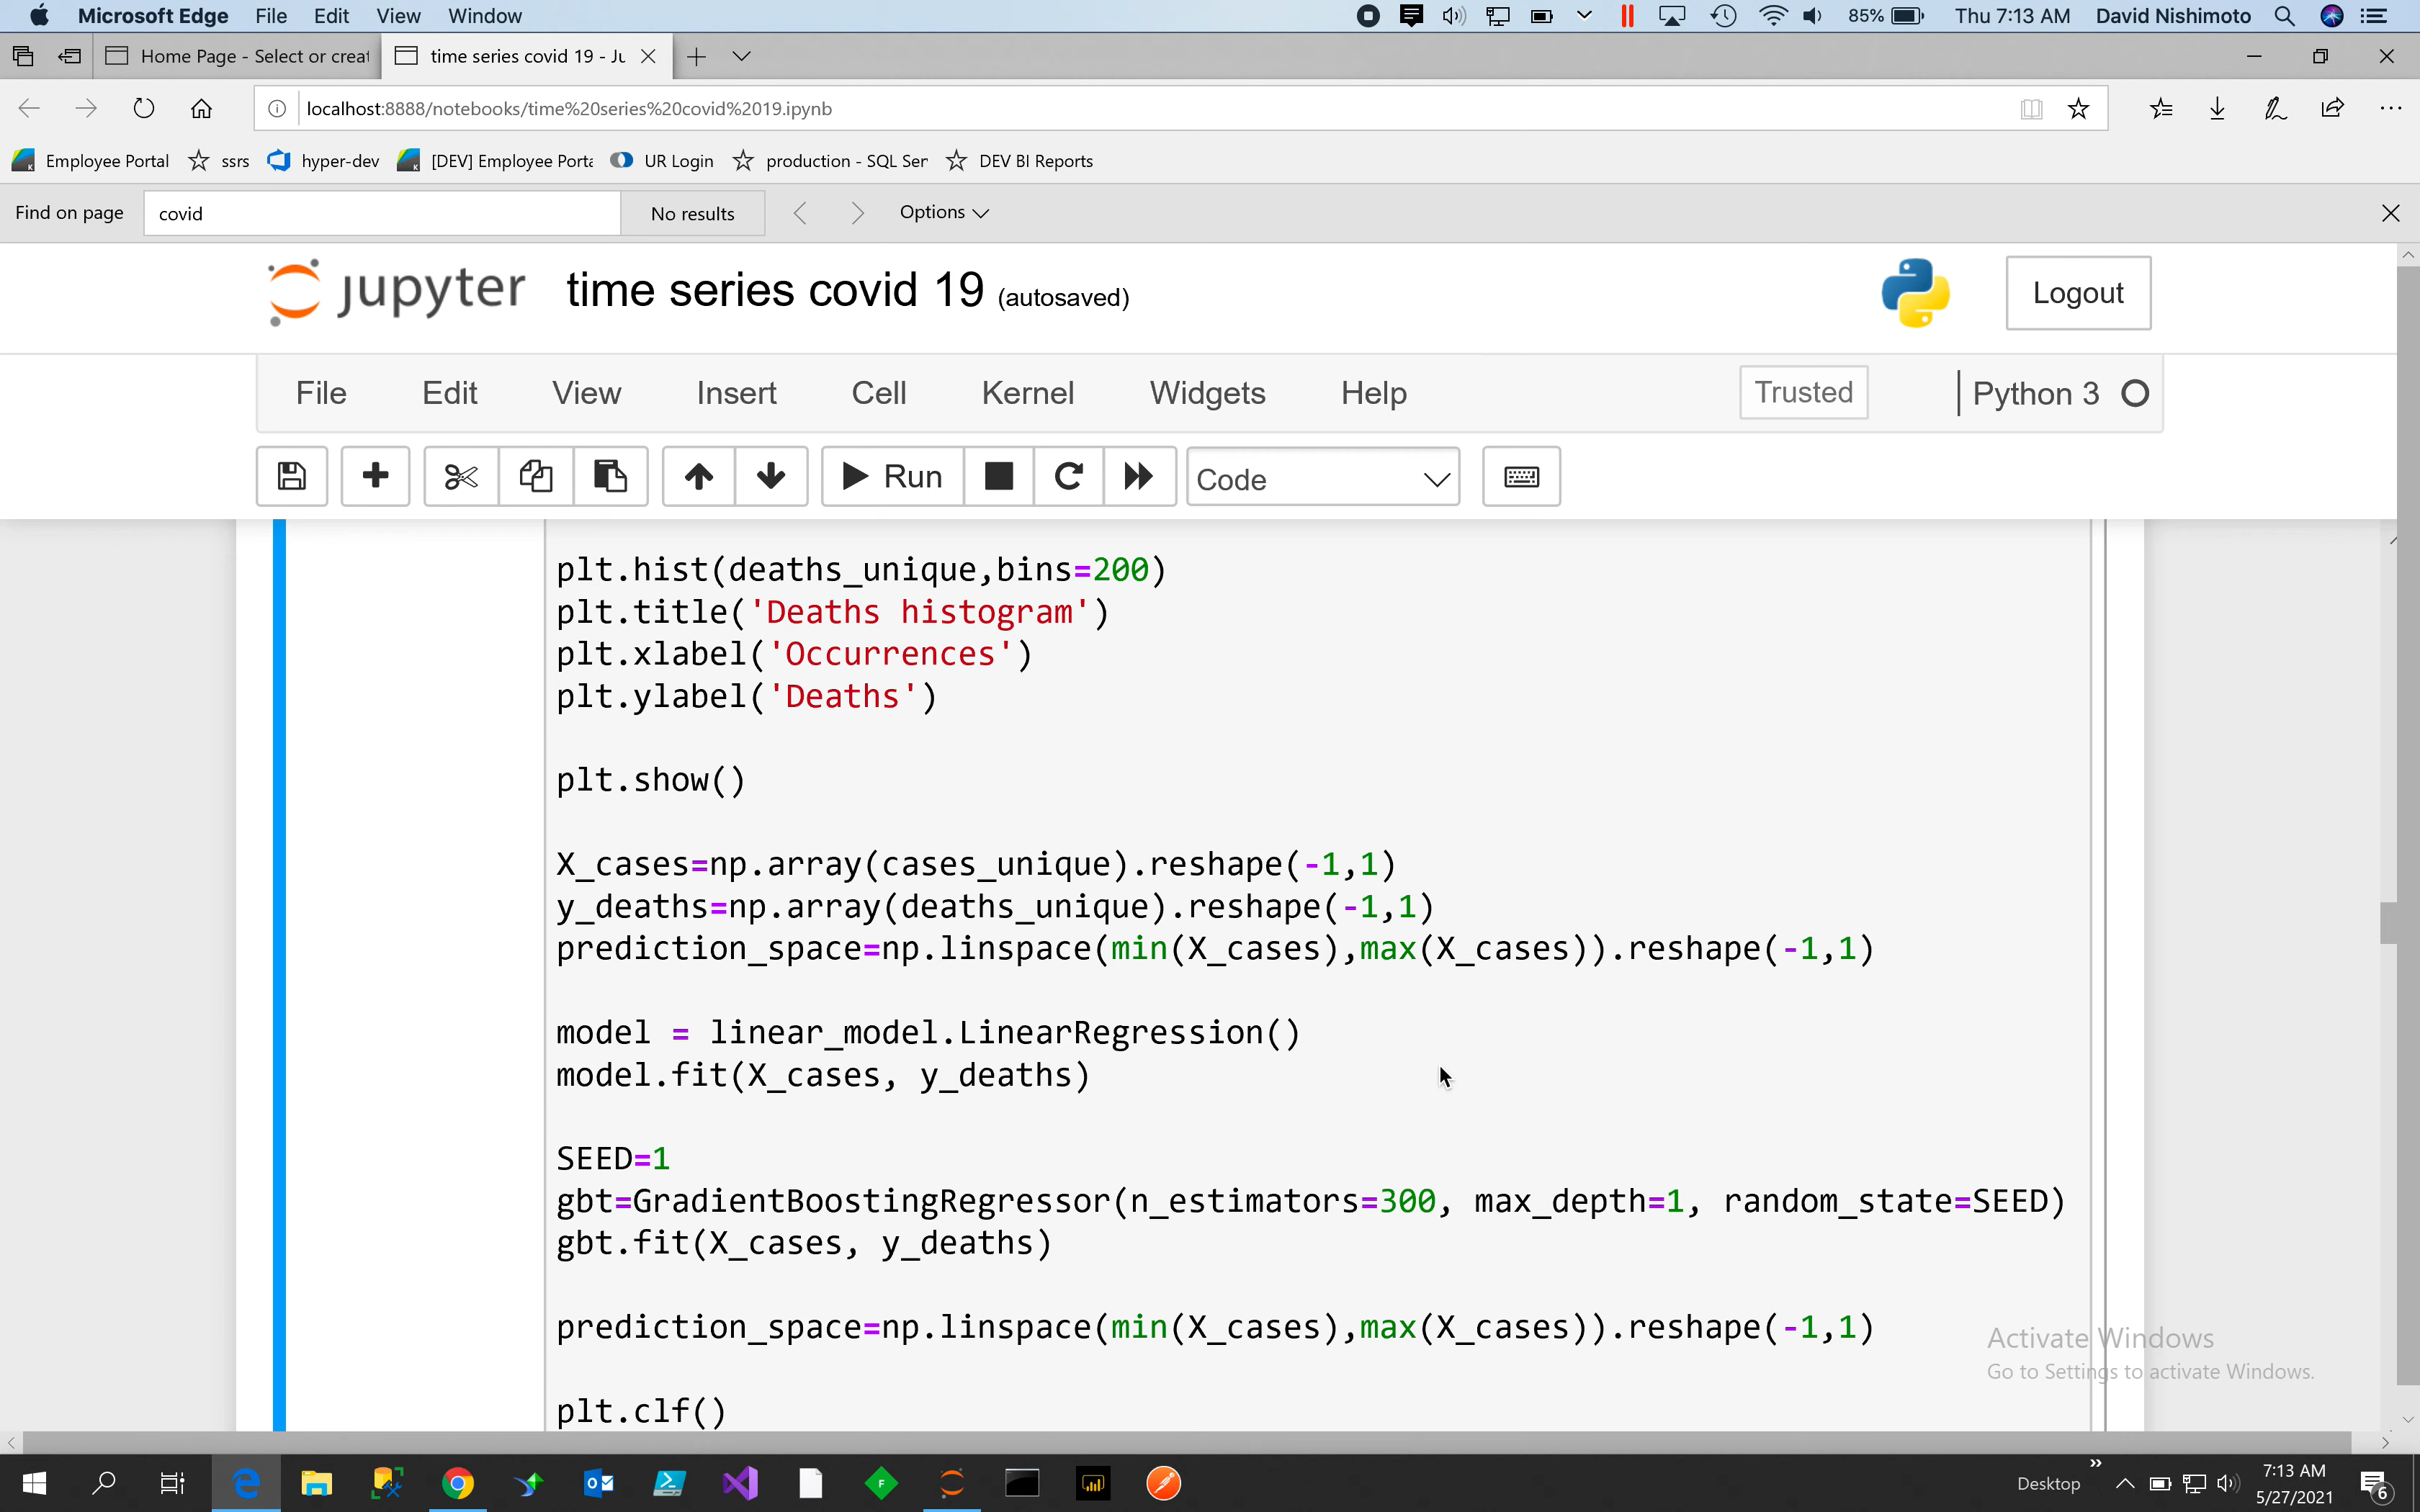 Microsoft Edge File Edit View Window 85% Thu 7:13 AM David Nishimoto
Home Page - Select or creat time series covid 19 - Ju
localhost:8888/notebooks/time%20series%20covid%2019.ipynb
Employee Portal ssrs hyper-dev [DEV] Employee Porta UR Login production - SQL Ser DEV BI Reports
Find on page covid No results Options
jupyter time series covid 19 (autosaved) Logout
File Edit View Insert Cell Kernel Widgets Help Trusted Python 3
Run Code
plt.hist(deaths_unique,bins=200)
plt.title('Deaths histogram')
plt.xlabel('Occurrences')
plt.ylabel('Deaths')
plt.show()
X_cases=np.array(cases_unique).reshape(-1,1)
y_deaths=np.array(deaths_unique).reshape(-1,1)
prediction_space=np.linspace(min(X_cases),max(X_cases)).reshape(-1,1)
model = linear_model.LinearRegression()
model.fit(X_cases, y_deaths)
SEED=1
gbt=GradientBoostingRegressor(n_estimators=300, max_depth=1, random_state=SEED)
gbt.fit(X_cases, y_deaths)
prediction_space=np.linspace(min(X_cases),max(X_cases)).reshape(-1,1)
Activate Windows
Go to Settings to activate Windows.
plt.clf()
Desktop 7:13 AM
5/27/2021 6